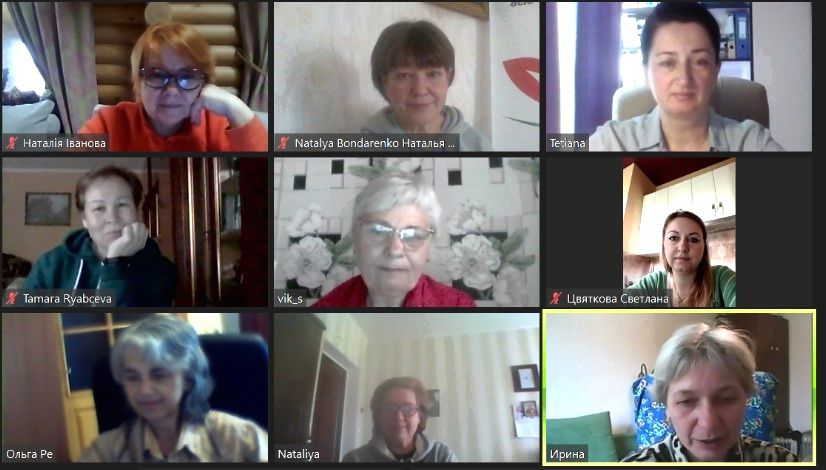 Наталія Іванова
Natalya Bondarenko Наталья ...
Tetiana
Tamara Ryabceva
vik_s
Цвяткова Светлана
Ольга Ре
Nataliya
Ирина